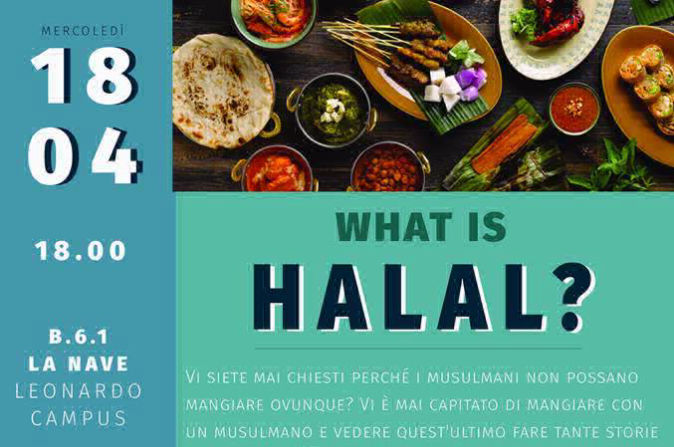 MERCOLEDÌ
18
04
18.00
B.6.1
LA NAVE
LEONARDO
CAMPUS
WHAT IS
HALAL?
VI SIETE MAI CHIESTI PERCHÉ I MUSULMANI NON POSSANO
MANGIARE OVUNQUE? VI È MAI CAPITATO DI MANGIARE CON
UN MUSULMANO E VEDERE QUEST'ULTIMO FARE TANTE STORIE